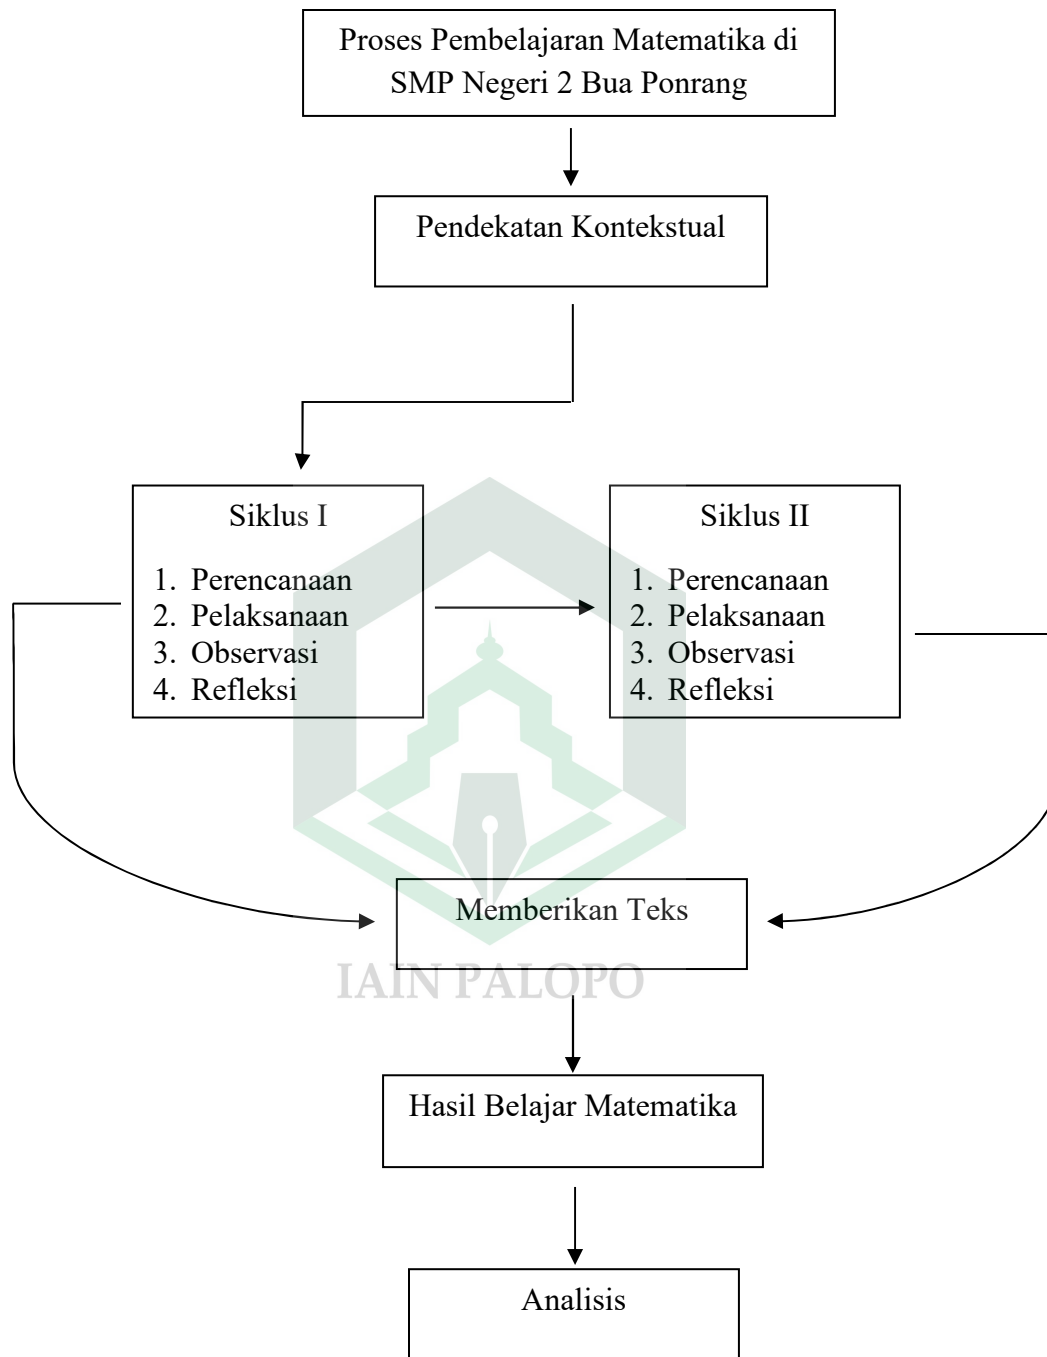 Proses Pembelajaran Matematika di
SMP Negeri 2 Bua Ponrang
Pendekatan Kontekstual
Siklus I
1. Perencanaan
2. Pelaksanaan
3. Observasi
4. Refleksi
Siklus II
1. Perencanaan
2. Pelaksanaan
3. Observasi
4. Refleksi
Memberikan Teks
IAIN PALOPO
Hasil Belajar Matematika
Analisis